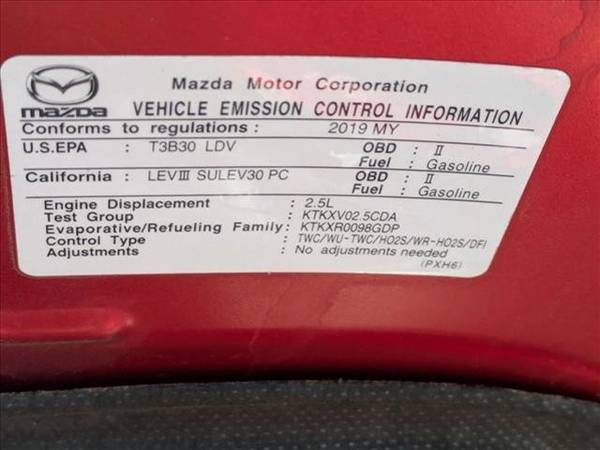 Mazda Motor Corporation
mazda VEHICLE EMISSION CONTROL INFORMATION
Conforms to regulations : 2019 MY
U.S.EPA : T3B30 LDV OBD : II
Fuel : Gasoline
California : LEVIII SULEV30 PC OBD : II
Fuel : Gasoline
Engine Displacement : 2.5L
Test Group : KTKXV02.5CDA
Evaporative/Refueling Family : KTKXR0098GDP
Control Type : TWC/WU-TWC/HO2S/WR-HO2S/DFI
Adjustments : No adjustments needed
(PXH6)